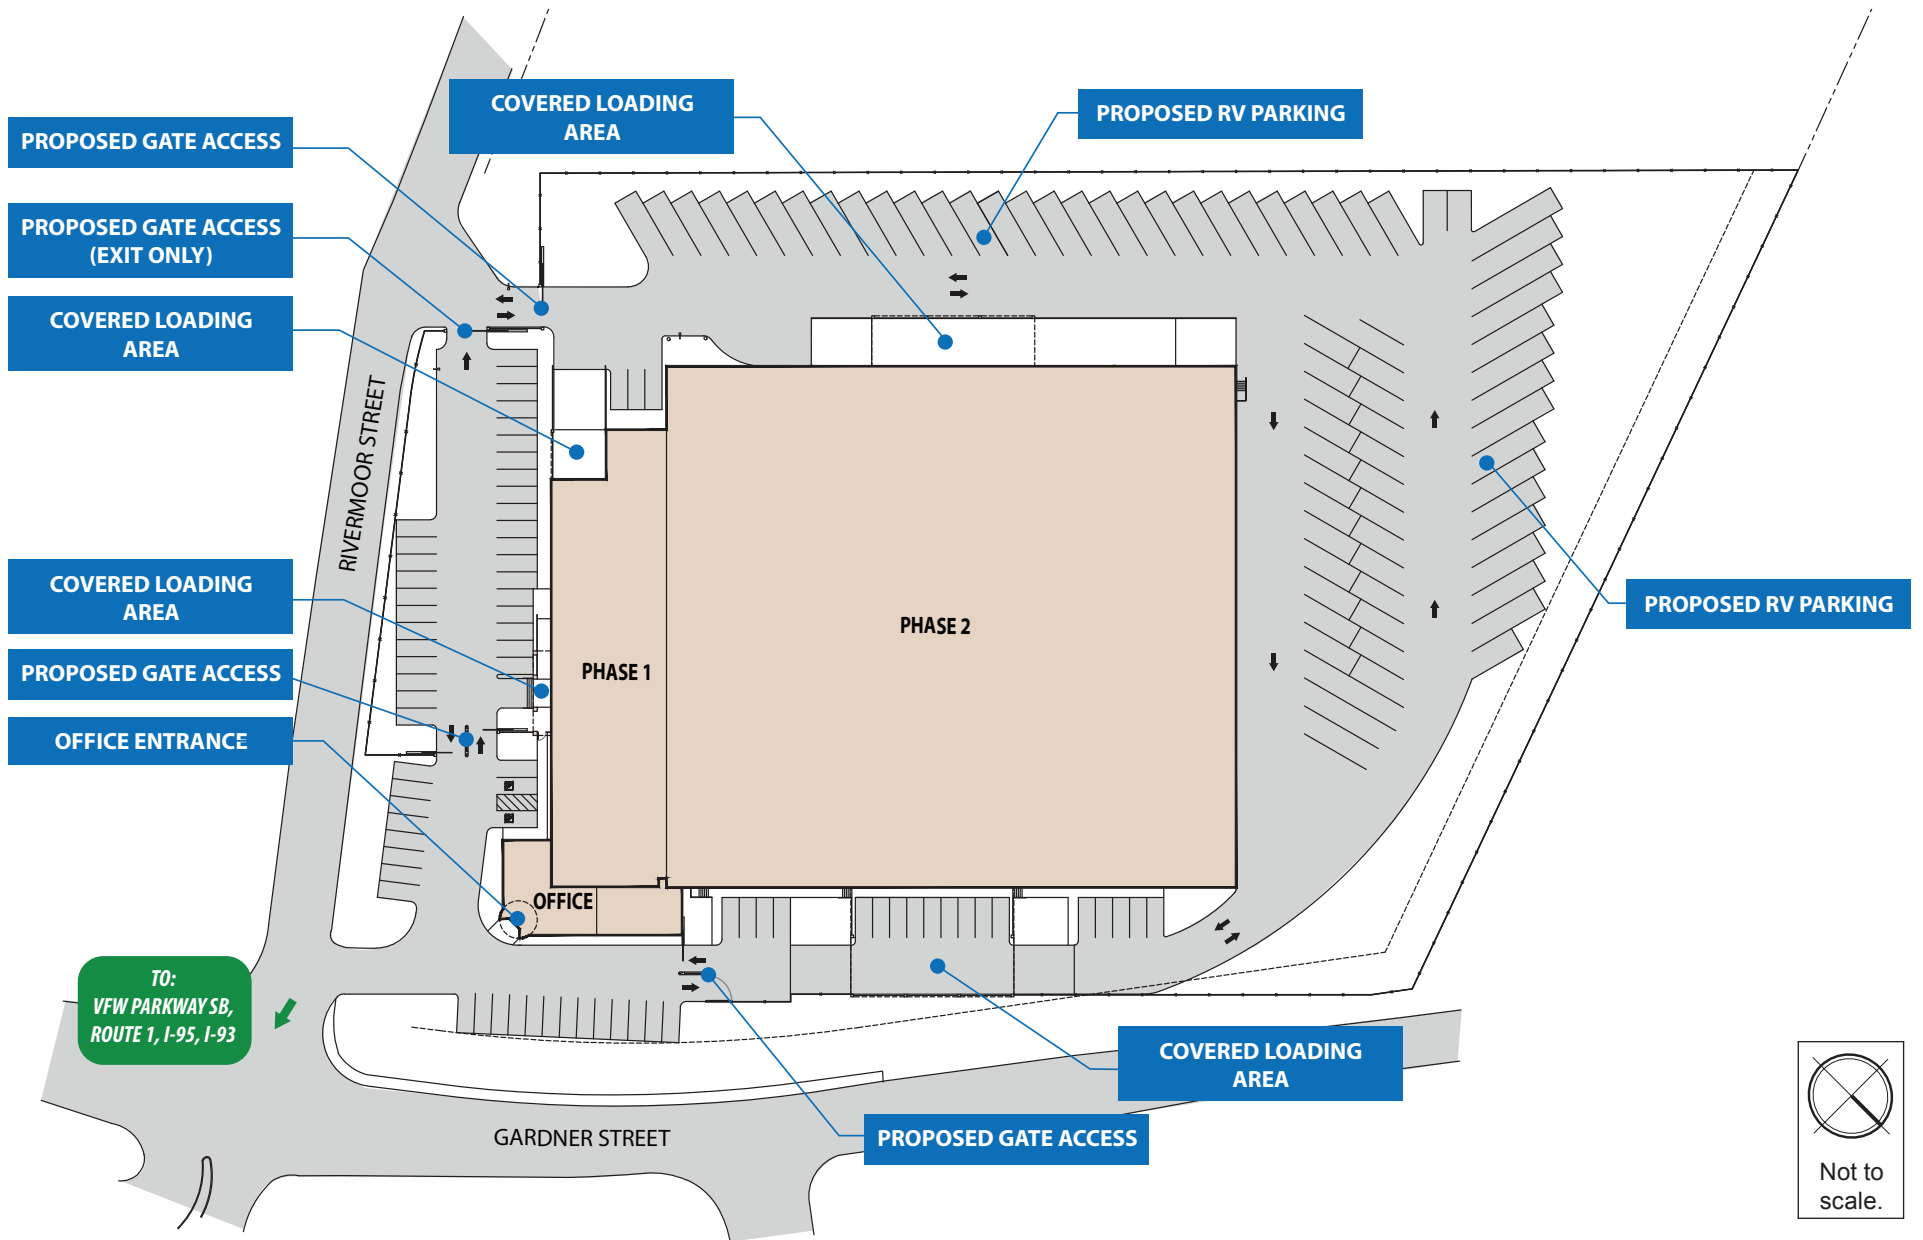 COVERED LOADING
AREA
PROPOSED RV PARKING
PROPOSED GATE ACCESS
PROPOSED GATE ACCESS
(EXIT ONLY)
COVERED LOADING
AREA
RIVERMOOR STREET
COVERED LOADING
AREA
PROPOSED RV PARKING
PHASE 2
PHASE 1
PROPOSED GATE ACCESS
OFFICE ENTRANCE
OFFICE
TO:
VFW PARKWAY SB,
ROUTE 1, I-95, I-93
COVERED LOADING
AREA
GARDNER STREET
PROPOSED GATE ACCESS
Not to
scale.